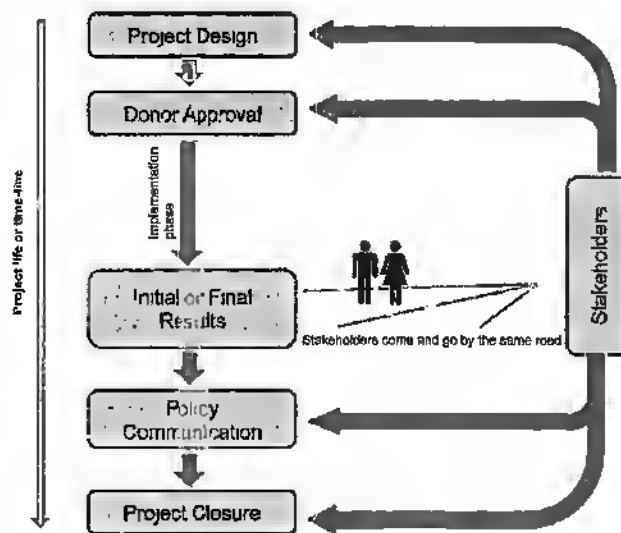 Project Design
Donor Approval
Project life or time-line
Implementation
phase
Stakeholders
Initial or Final
Results
Stakeholders come and go by the same road
Policy
Communication
Project Closure